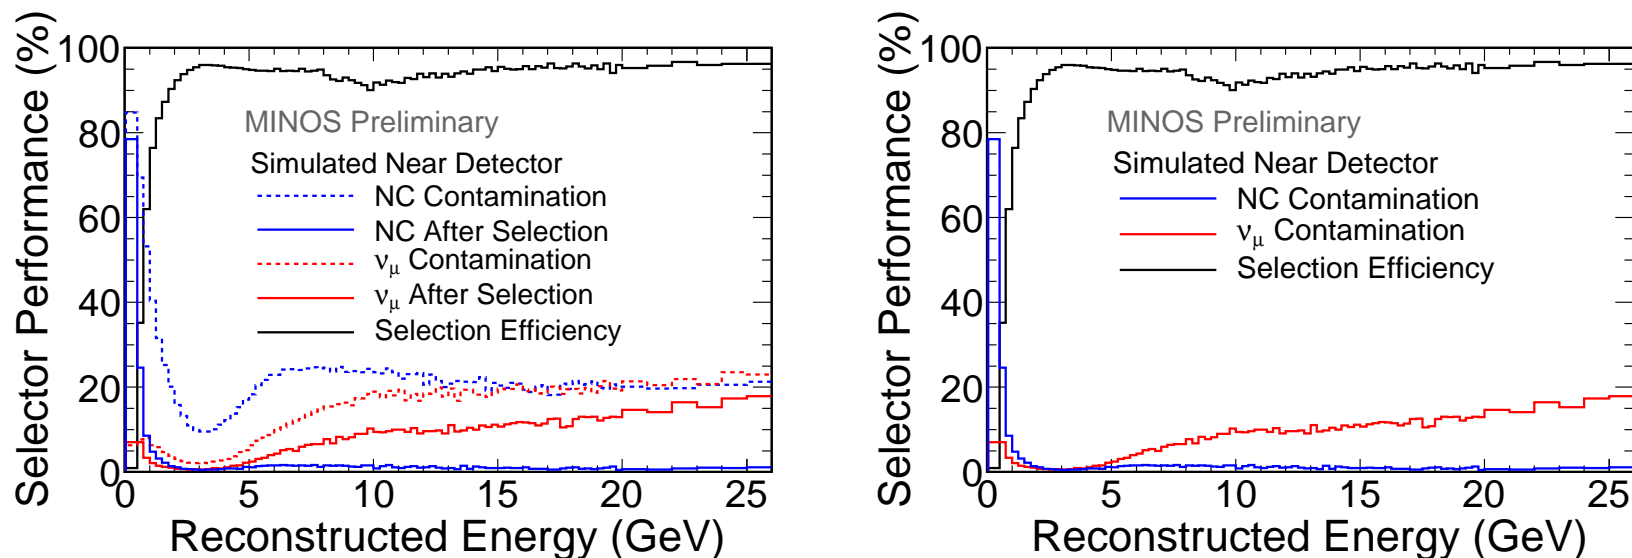 Selector Performance (%)
100
80
60
40
20
0
MINOS Preliminary
Simulated Near Detector
NC Contamination
NC After Selection
νμ Contamination
νμ After Selection
Selection Efficiency
0 5 10 15 20 25
Reconstructed Energy (GeV)
Selector Performance (%)
100
80
60
40
20
0
MINOS Preliminary
Simulated Near Detector
NC Contamination
νμ Contamination
Selection Efficiency
0 5 10 15 20 25
Reconstructed Energy (GeV)